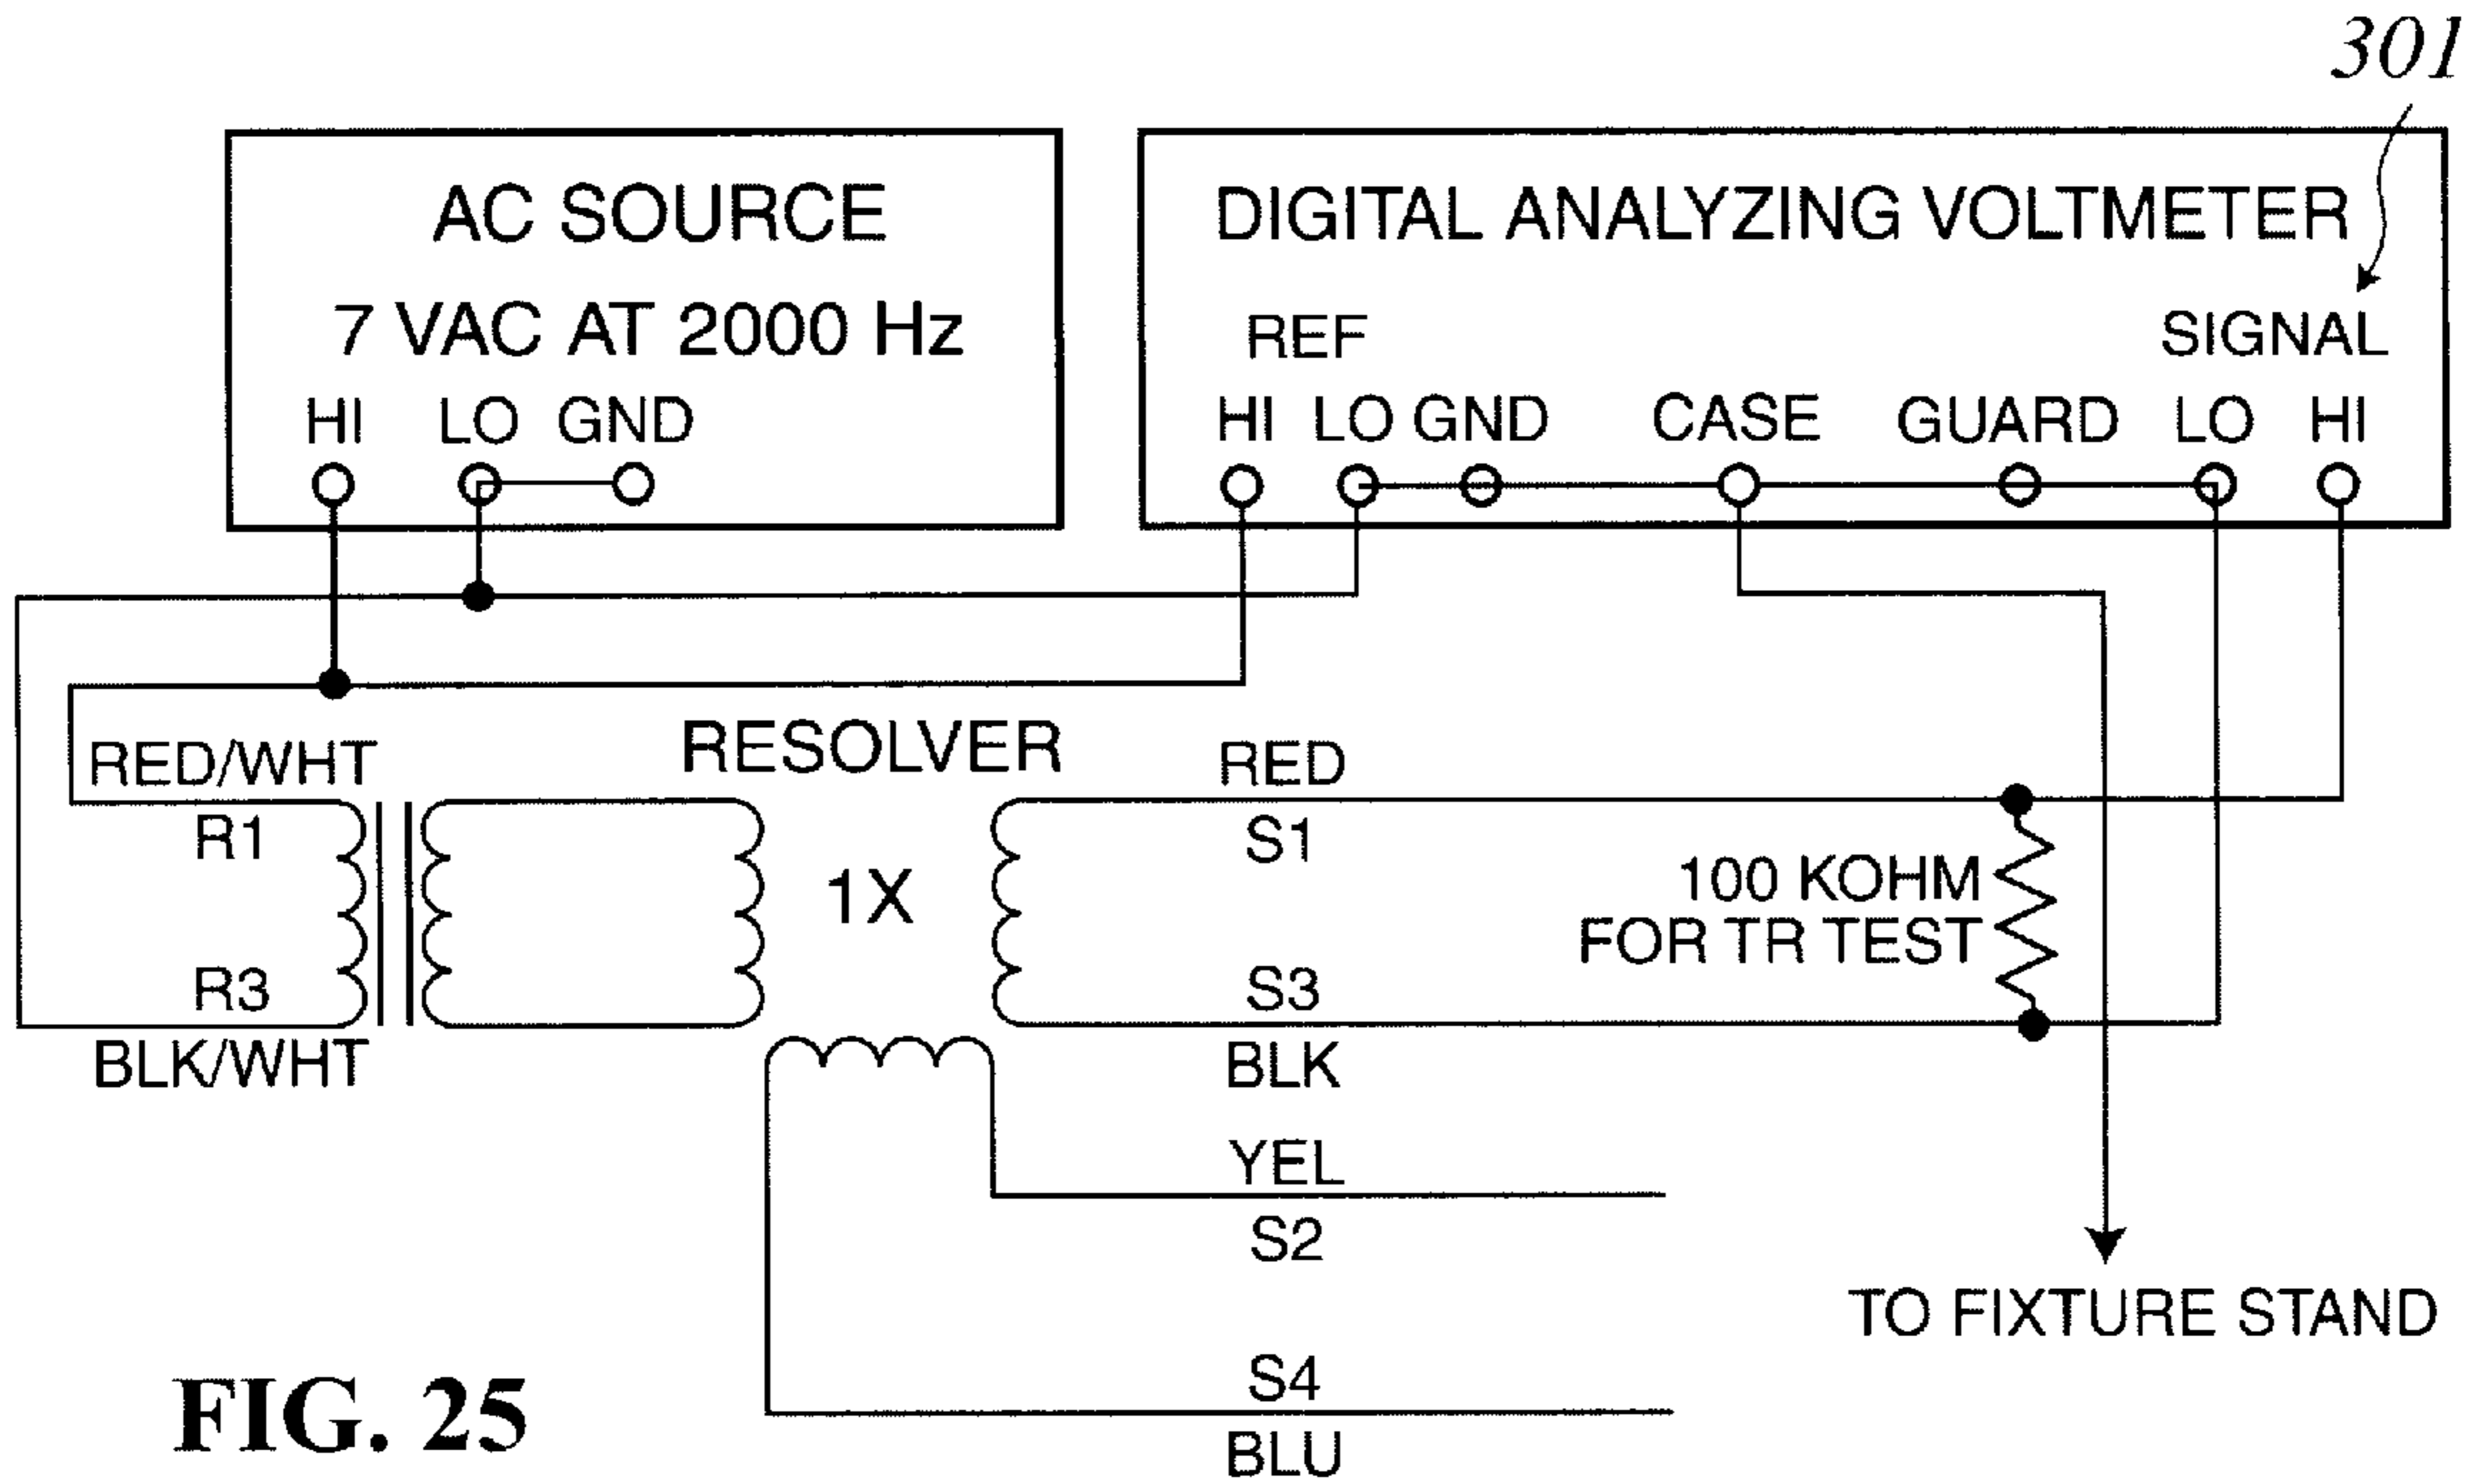 301
AC SOURCE
7 VAC AT 2000 Hz
HI LO GND
DIGITAL ANALYZING VOLTMETER
REF SIGNAL
HI LO GND CASE GUARD LO HI
RESOLVER
RED/WHT
R1
R3
BLK/WHT
1X
RED
S1
S3
BLK
100 KOHM
FOR TR TEST
YEL
S2
S4
BLU
TO FIXTURE STAND
FIG. 25